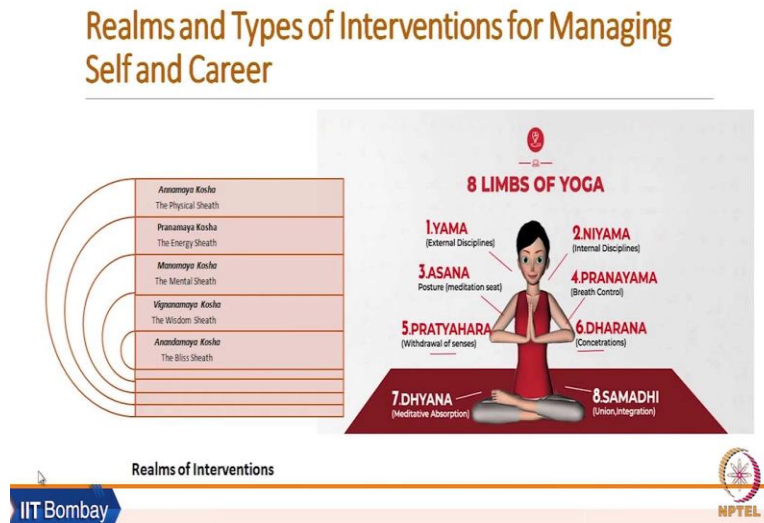 Realms and Types of Interventions for Managing
Self and Career
Annamaya Kosha
The Physical Sheath
Pranamaya Kosha
The Energy Sheath
Manomaya Kosha
The Mental Sheath
Vignanamaya Kosha
The Wisdom Sheath
Anandamaya Kosha
The Bliss Sheath
8 LIMBS OF YOGA
1.YAMA
(External Disciplines)
2.NIYAMA
(Internal Disciplines)
3.ASANA
Posture (meditation seat)
4.PRANAYAMA
(Breath Control)
5.PRATYAHARA
(Withdrawal of senses)
6.DHARANA
(Concetrations)
7.DHYANA
(Meditative Absorption)
8.SAMADHI
(Union,Integration)
Realms of Interventions
IIT Bombay
NPTEL